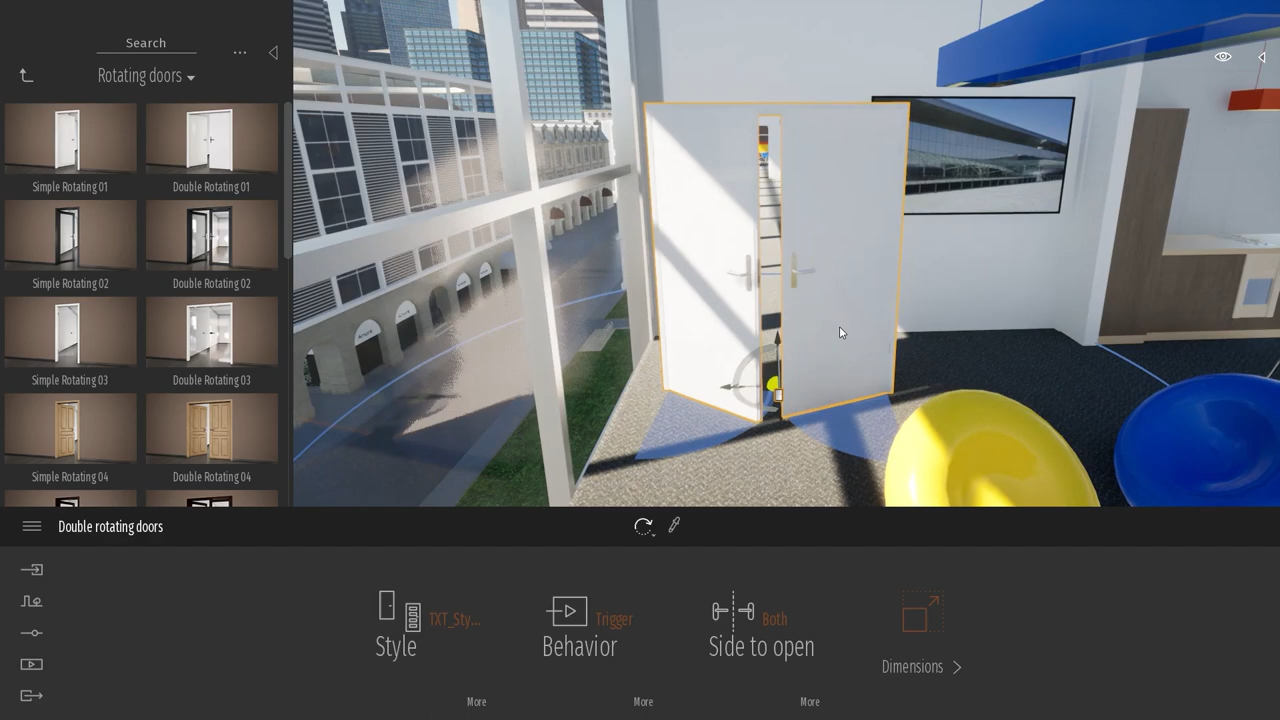 Search
Rotating doors
Simple Rotating 01
Double Rotating 01
Simple Rotating 02
Double Rotating 02
Simple Rotating 03
Double Rotating 03
Simple Rotating 04
Double Rotating 04
Double rotating doors
TXT_Sty...
Style
More
Trigger
Behavior
More
Both
Side to open
More
Dimensions